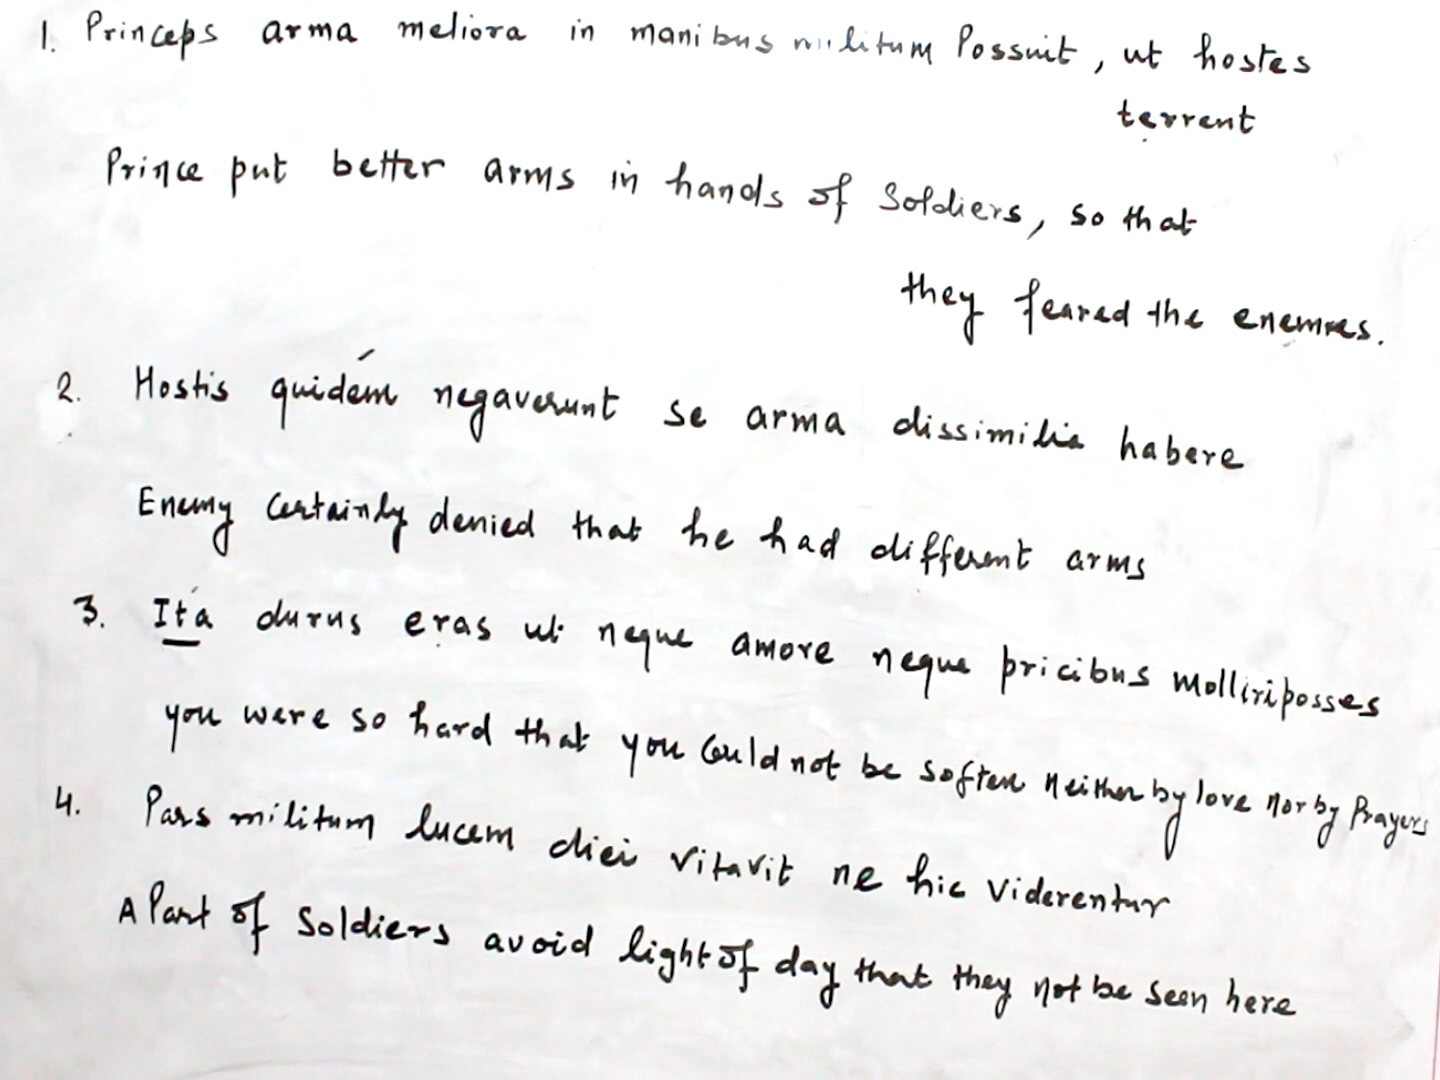 1. Princeps arma meliora in manibus militum Possuit, ut hostes
terrent
Prince put better arms in hands of Soldiers, so that
they feared the enemies.
2. Hostis quidém negaverunt se arma dissimilia habere
Enemy Certainly denied that he had different arms
3. Itá durus eras ut neque amore neque pricibus molliri posses
you were so hard that you Could not be soften neither by love nor by Prayers
4. Pars militum lucem diei vitavit ne hic viderentur
A Part of Soldiers avoid light of day that they not be seen here